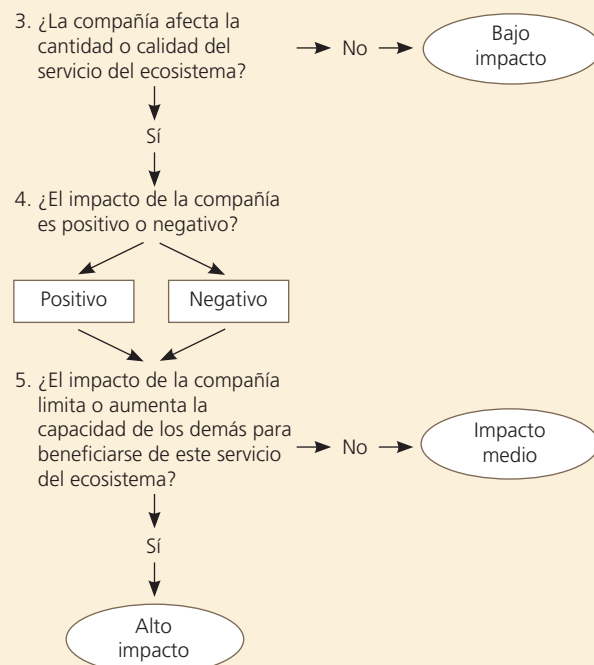 3. ¿La compañía afecta la
cantidad o calidad del
servicio del ecosistema?
No
Bajo
impacto
Sí
4. ¿El impacto de la compañía
es positivo o negativo?
Positivo
Negativo
5. ¿El impacto de la compañía
limita o aumenta la
capacidad de los demás para
beneficiarse de este servicio
del ecosistema?
No
Impacto
medio
Sí
Alto
impacto